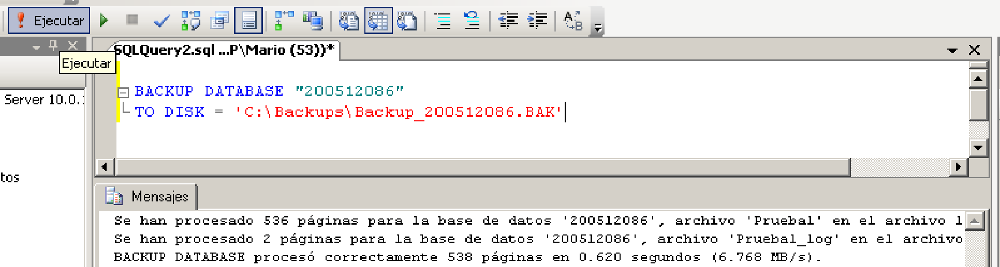 Ejecutar
SQLQuery2.sql ...P\Mario (53))*
Ejecutar
BACKUP DATABASE "200512086"
Server 10.0.
TO DISK = 'C:\Backups\Backup_200512086.BAK'
tos
Mensajes
Se han procesado 536 páginas para la base de datos '200512086', archivo 'Prueba1' en el archivo 1
Se han procesado 2 páginas para la base de datos '200512086', archivo 'Prueba1_log' en el archivo
BACKUP DATABASE procesó correctamente 538 páginas en 0.620 segundos (6.768 MB/s).